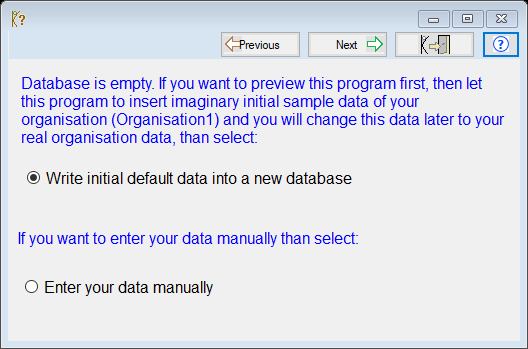 ?
Previous
Next
?
Database is empty. If you want to preview this program first, then let
this program to insert imaginary initial sample data of your
organisation (Organisation1) and you will change this data later to your
real organisation data, than select:
Write initial default data into a new database
If you want to enter your data manually than select:
Enter your data manually